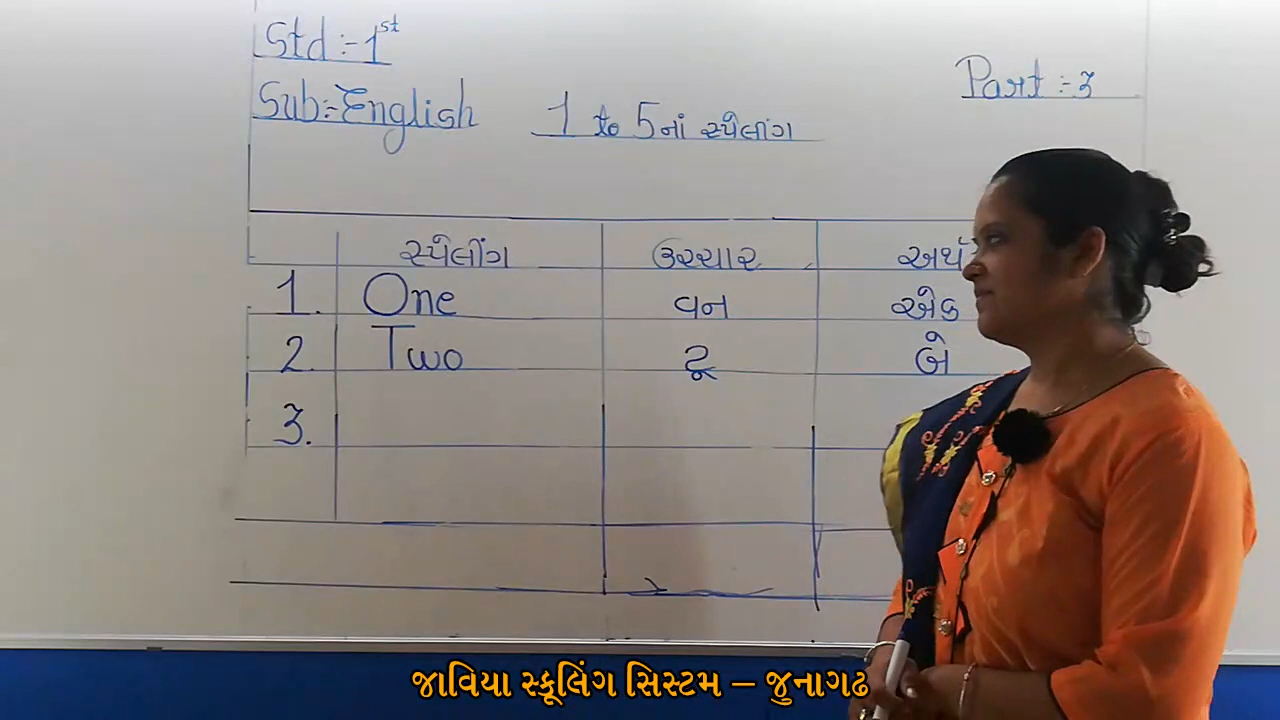 Std :- 1st
Sub :- English
1 to 5નાં સ્પેલીંગ
Part :- 3
સ્પેલીંગ ઉચ્ચાર અર્થ
1. One વન એક
2. Two ટૂ બે
3.
જાવિયા સ્કૂલિંગ સિસ્ટમ – જુનાગઢ